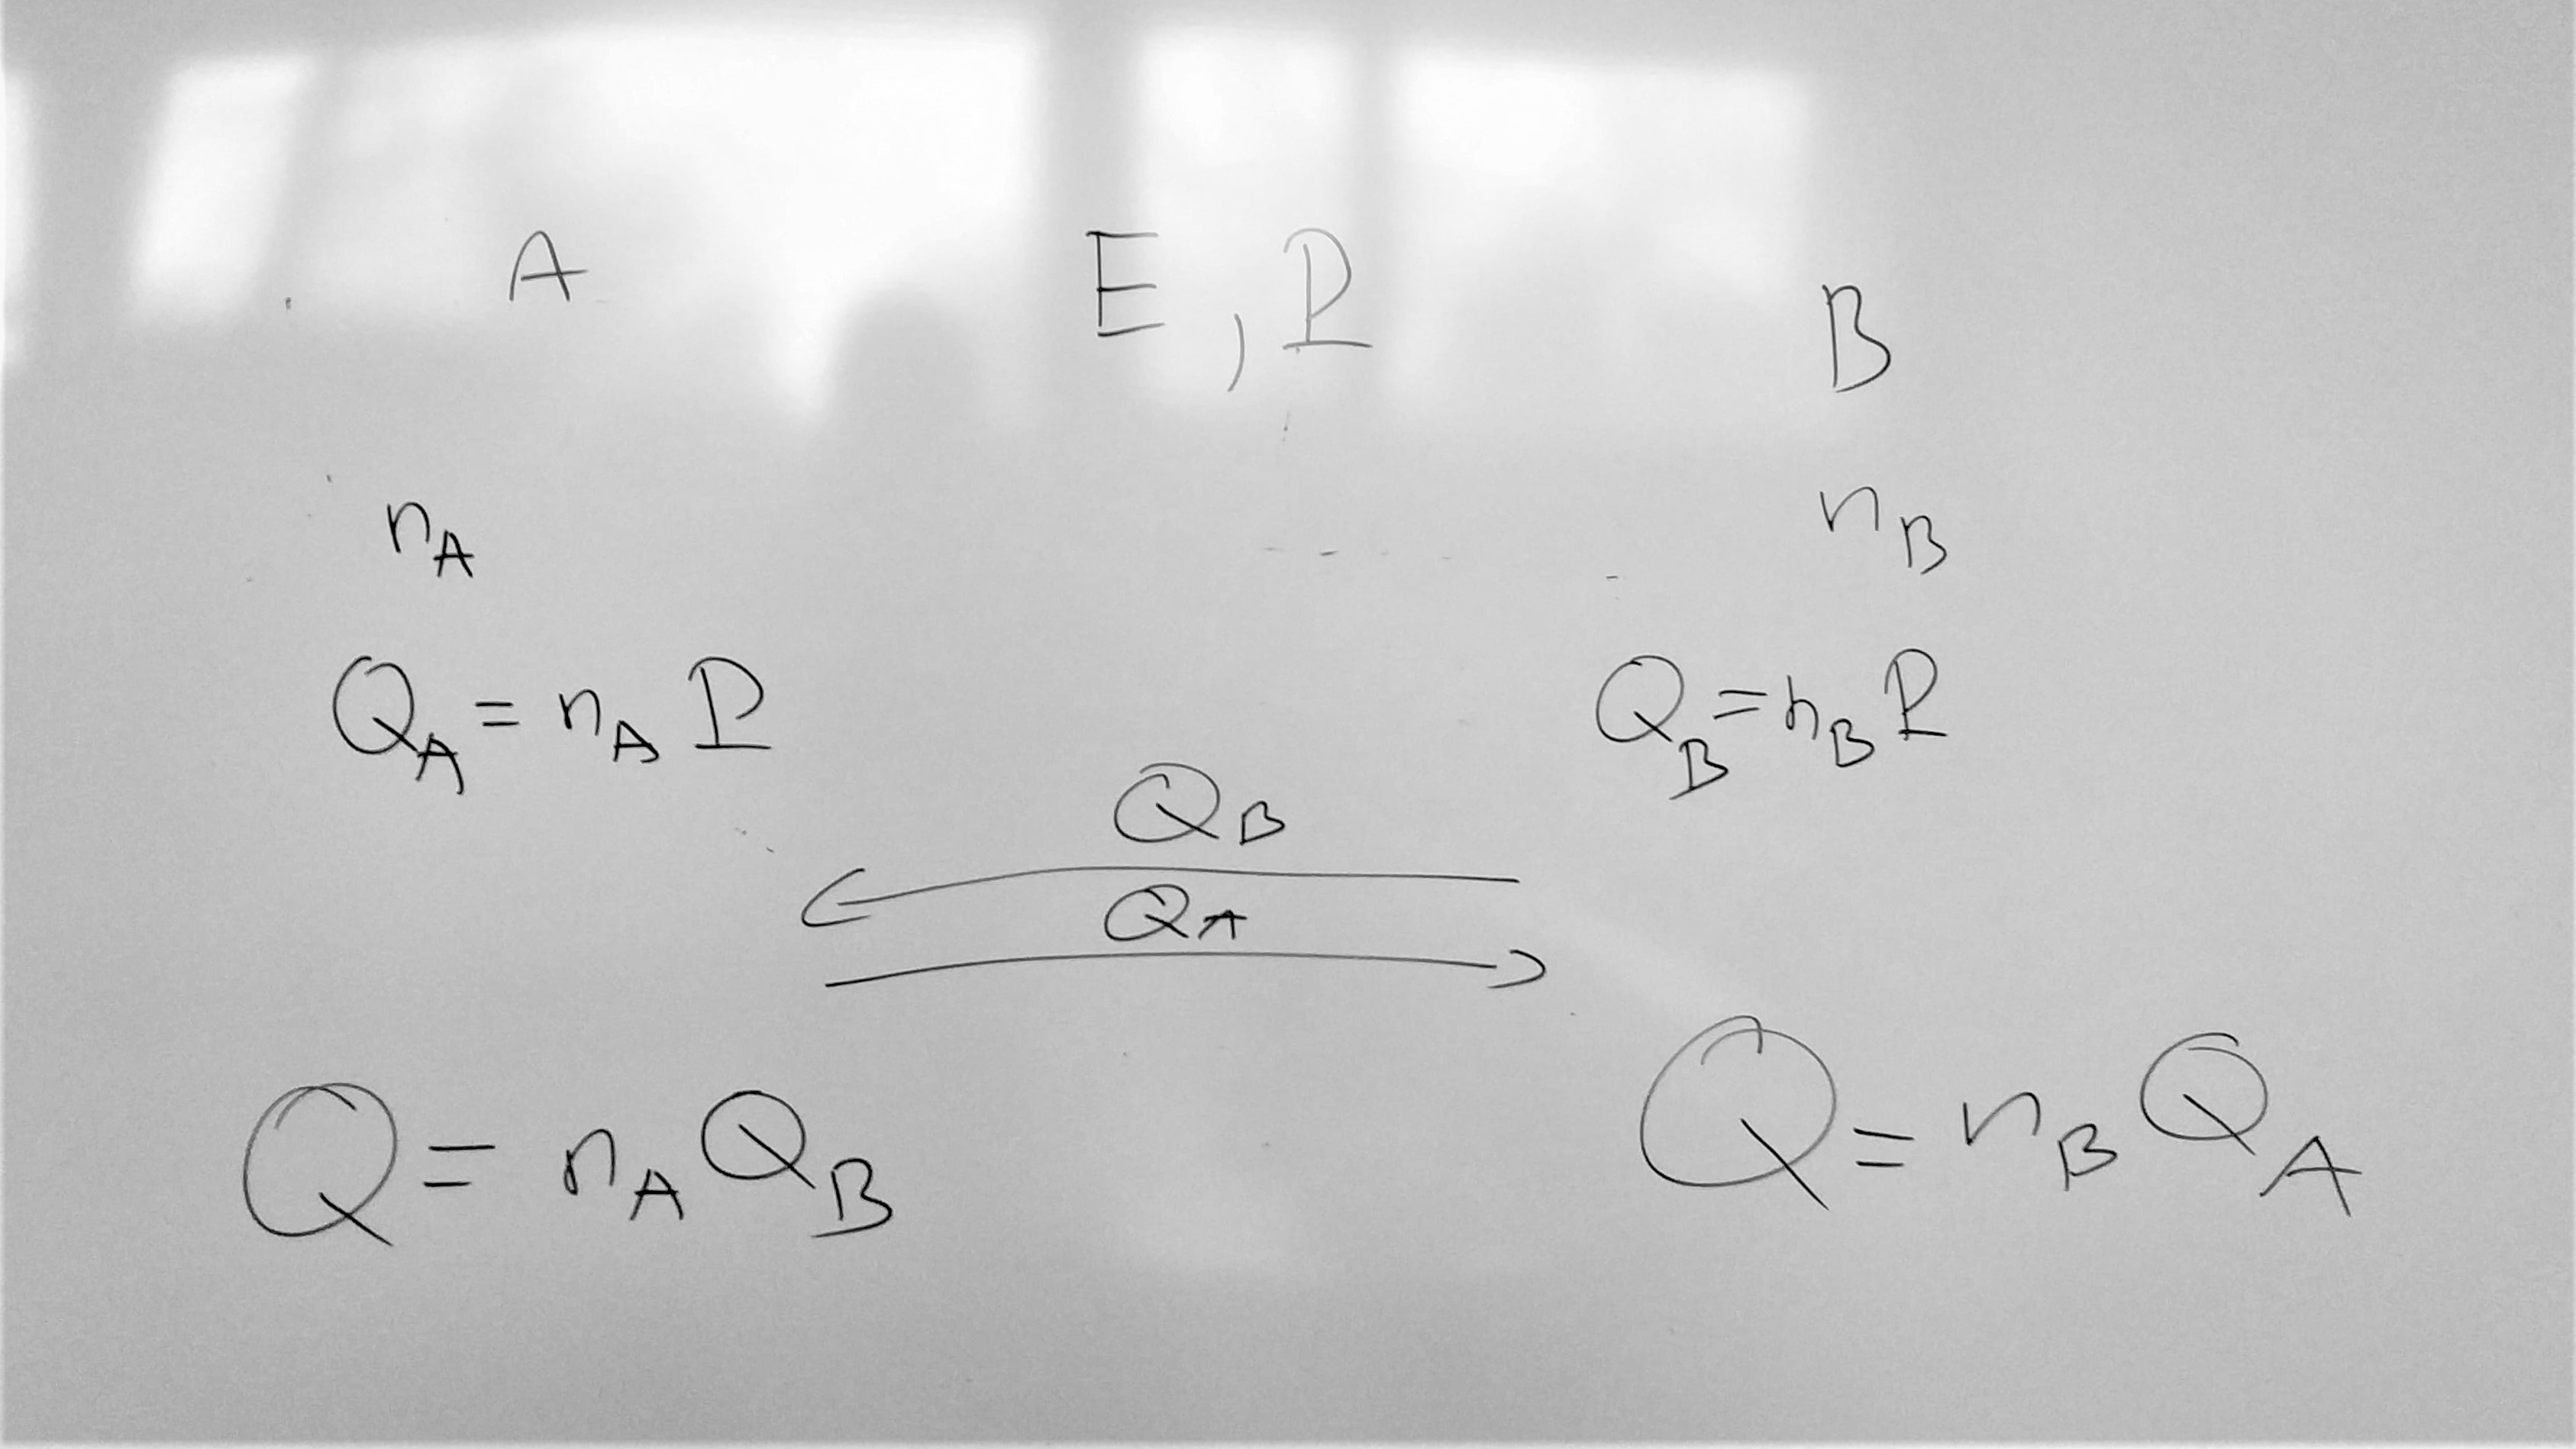 A E, P B
n_A n_B
Q_A = n_A P Q_B = n_B P
Q_B
Q_A
Q = n_A Q_B Q = n_B Q_A